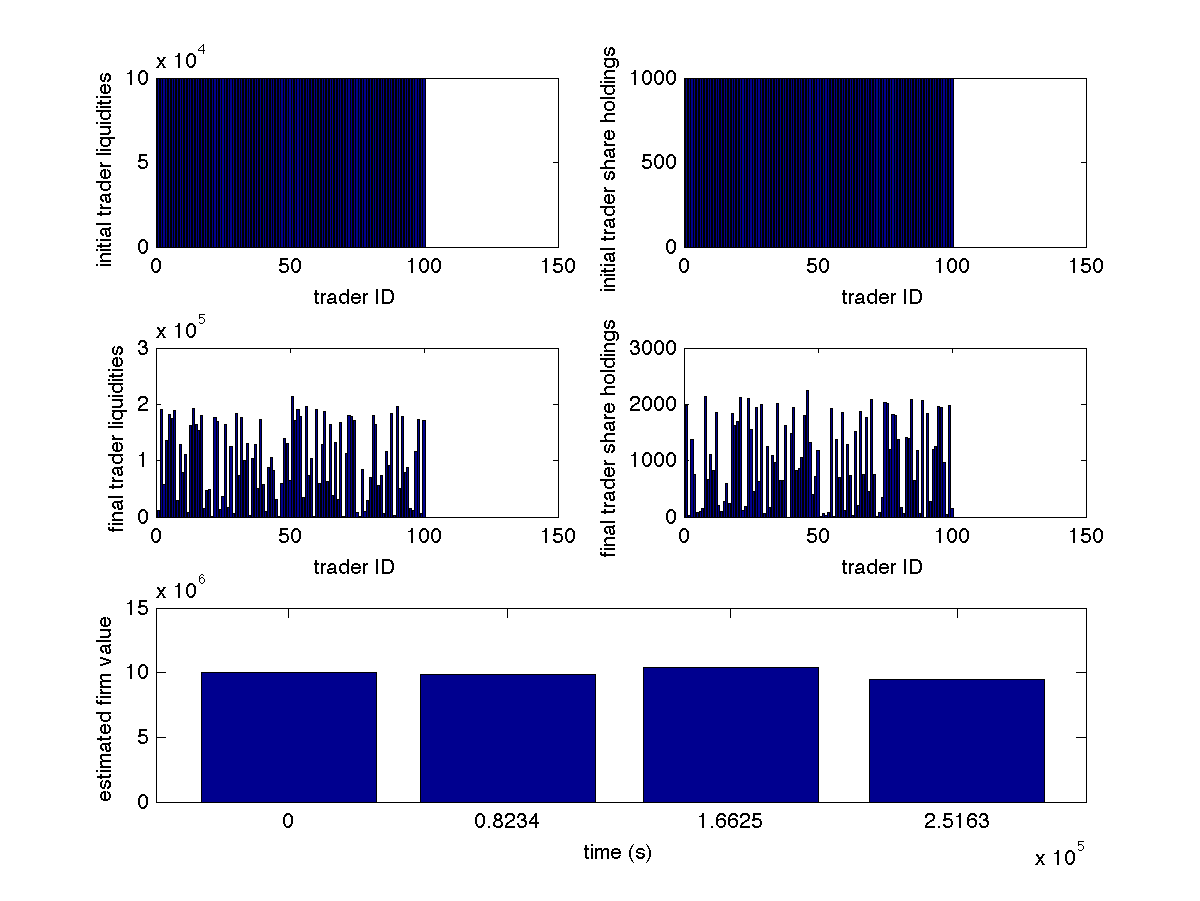 x 10^4
10
5
0
initial trader liquidities
0 50 100 150
trader ID
1000
500
0
initial trader share holdings
0 50 100 150
trader ID
x 10^5
3
2
1
0
final trader liquidities
0 50 100 150
trader ID
3000
2000
1000
0
final trader share holdings
0 50 100 150
trader ID
x 10^6
15
10
5
0
estimated firm value
0 0.8234 1.6625 2.5163
time (s)
x 10^5